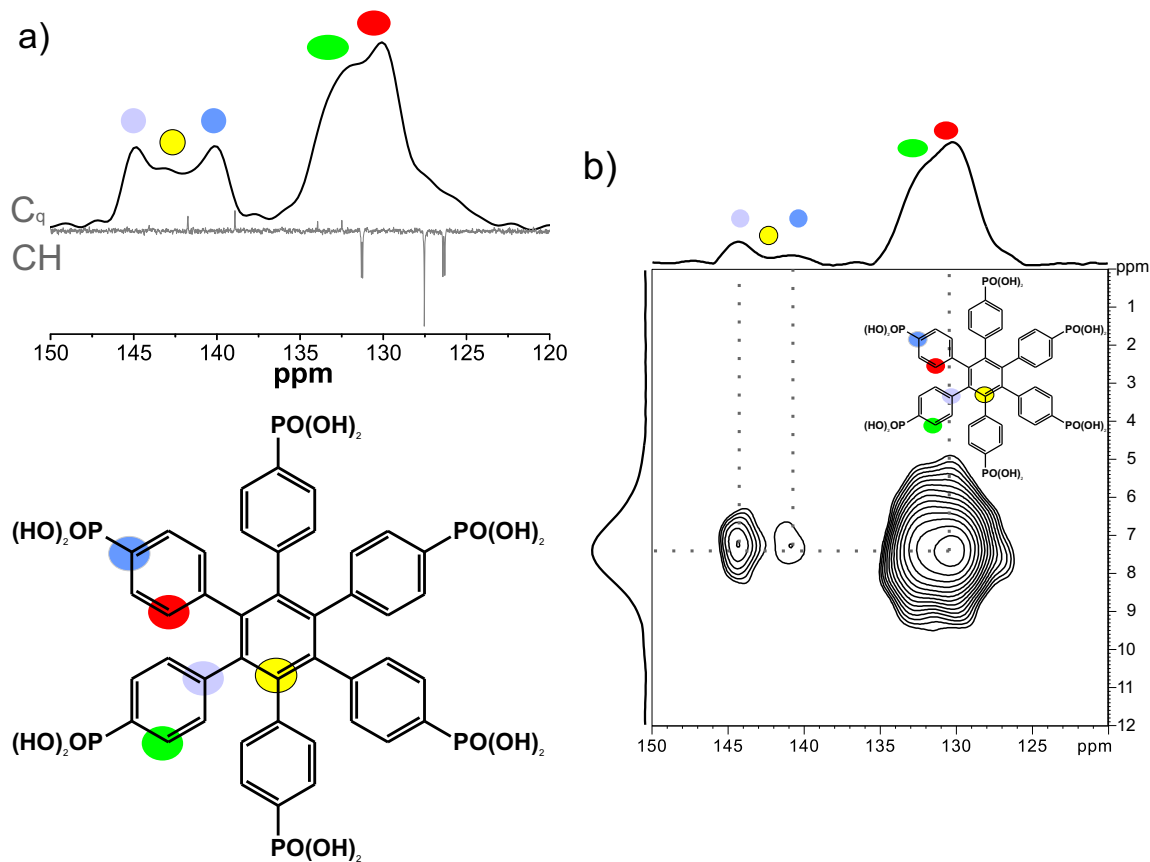 a)
C_q
CH
150 145 140 135 130 125 120
ppm
PO(OH)₂
(HO)₂OP PO(OH)₂
(HO)₂OP PO(OH)₂
PO(OH)₂
b)
ppm
1
2
3
4
5
6
7
8
9
10
11
12
PO(OH)₂
(HO)₂OP PO(OH)₂
(HO)₂OP PO(OH)₂
PO(OH)₂
150 145 140 135 130 125 ppm